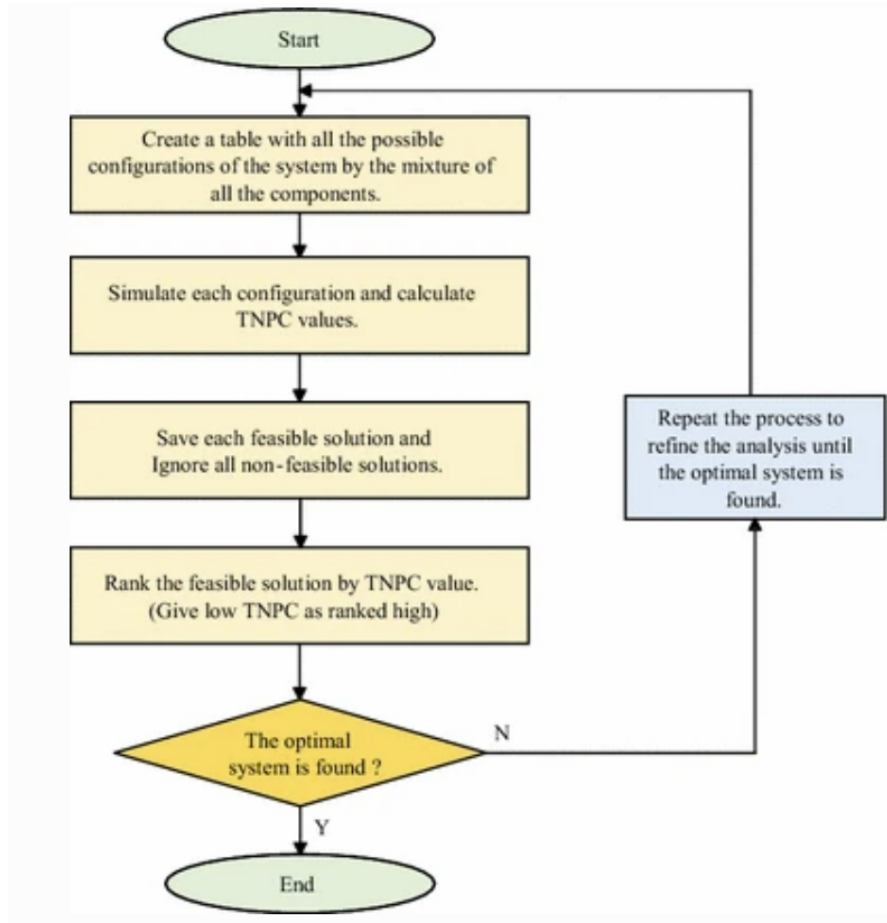 Start
Create a table with all the possible
configurations of the system by the mixture of
all the components.
Simulate each configuration and calculate
TNPC values.
Save each feasible solution and
Ignore all non-feasible solutions.
Rank the feasible solution by TNPC value.
(Give low TNPC as ranked high)
The optimal
system is found ?
N
Repeat the process to
refine the analysis until
the optimal system is
found.
Y
End